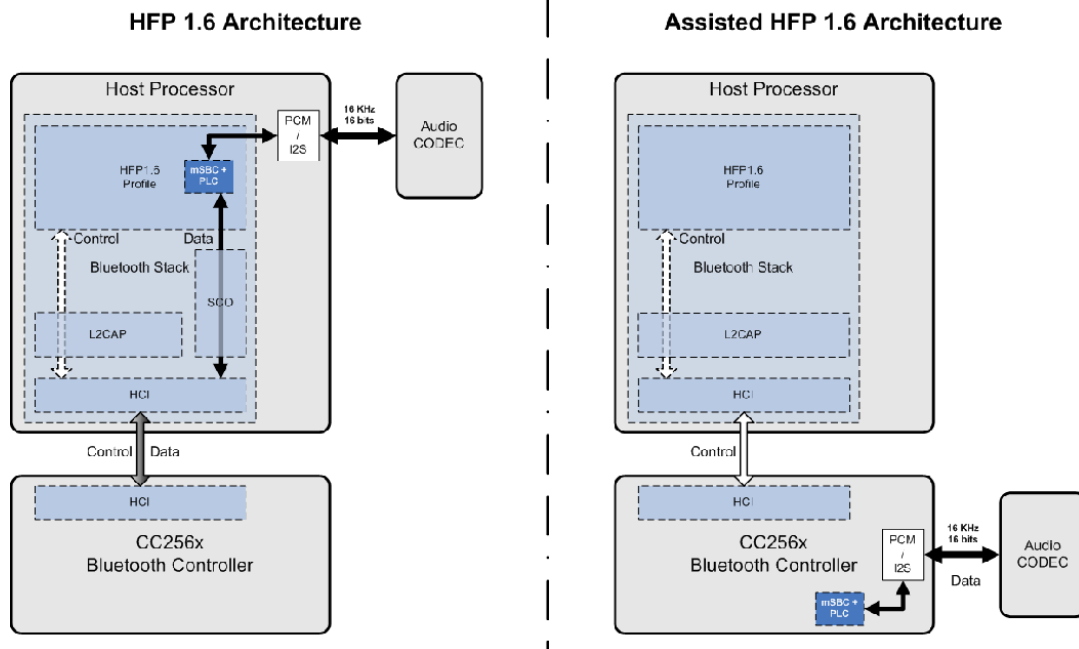 HFP 1.6 Architecture
Host Processor
HFP1.5
Profile
mSBC +
PLC
PCM
/
I2S
16 KHz
16 bits
Audio
CODEC
Control
Data
Bluetooth Stack
SCO
L2CAP
HCI
Control
Data
HCI
CC256x
Bluetooth Controller
Assisted HFP 1.6 Architecture
Host Processor
HFP1.6
Profile
Control
Bluetooth Stack
L2CAP
HCI
Control
HCI
CC256x
Bluetooth Controller
PCM
/
I2S
mSBC +
PLC
16 KHz
16 bits
Data
Audio
CODEC